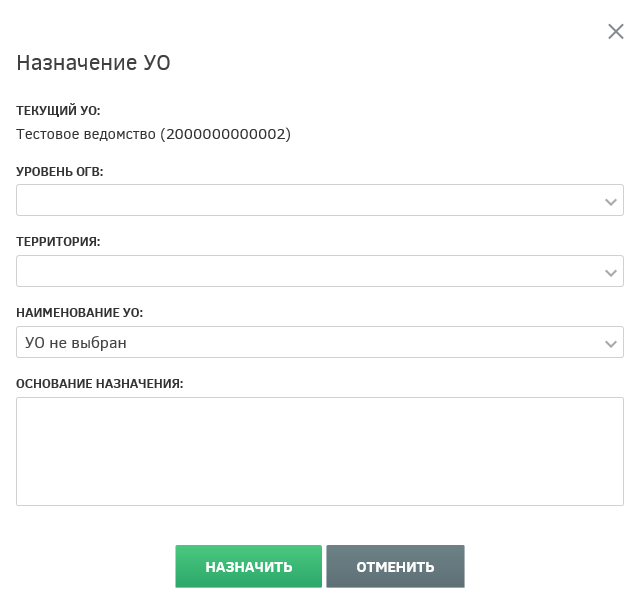 Назначение УО
ТЕКУЩИЙ УО:
Тестовое ведомство (2000000000002)
УРОВЕНЬ ОГВ:
ТЕРРИТОРИЯ:
НАИМЕНОВАНИЕ УО:
УО не выбран
ОСНОВАНИЕ НАЗНАЧЕНИЯ:
НАЗНАЧИТЬ ОТМЕНИТЬ